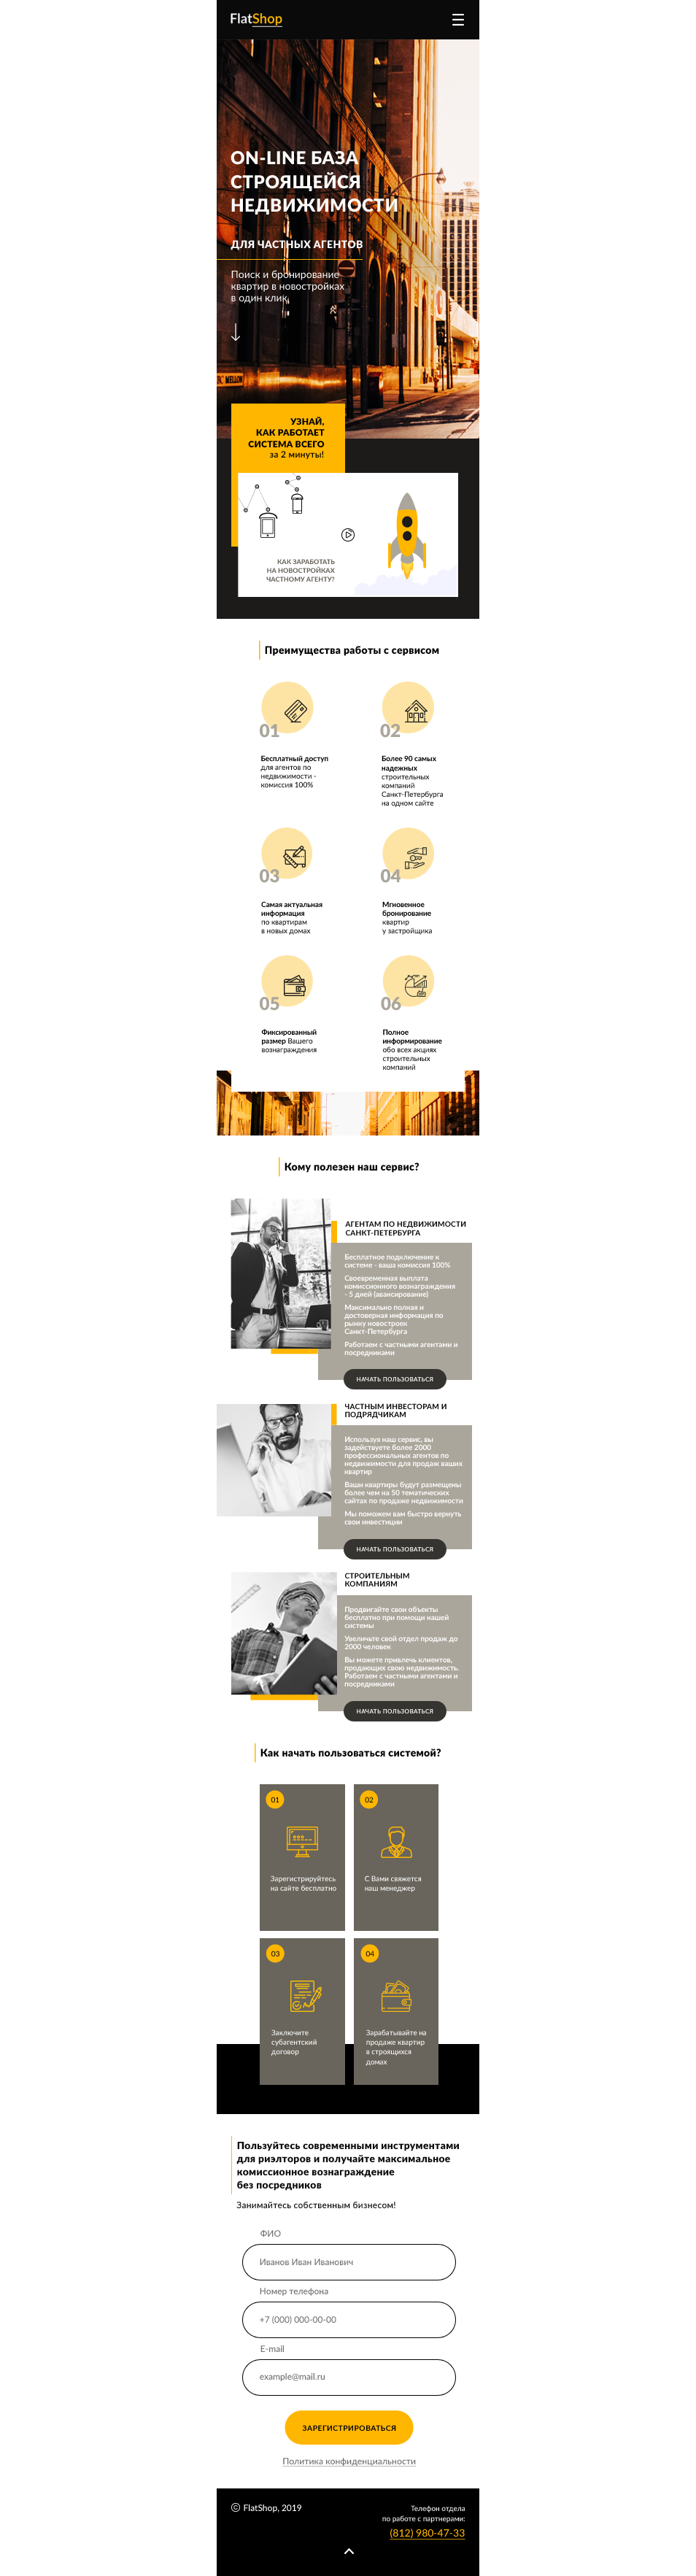 FlatShop
ON-LINE БАЗА
СТРОЯЩЕЙСЯ
НЕДВИЖИМОСТИ
ДЛЯ ЧАСТНЫХ АГЕНТОВ
Поиск и бронирование
квартир в новостройках
в один клик
УЗНАЙ,
КАК РАБОТАЕТ
СИСТЕМА ВСЕГО
за 2 минуты!
КАК ЗАРАБОТАТЬ
НА НОВОСТРОЙКАХ
ЧАСТНОМУ АГЕНТУ?
Преимущества работы с сервисом
01
Бесплатный доступ
для агентов по
недвижимости -
комиссия 100%
02
Более 90 самых
надежных
строительных
компаний
Санкт-Петербурга
на одном сайте
03
Самая актуальная
информация
по квартирам
в новых домах
04
Мгновенное
бронирование
квартир
у застройщика
05
Фиксированный
размер Вашего
вознаграждения
06
Полное
информирование
обо всех акциях
строительных
компаний
Кому полезен наш сервис?
АГЕНТАМ ПО НЕДВИЖИМОСТИ
САНКТ-ПЕТЕРБУРГА
Бесплатное подключение к
системе - ваша комиссия 100%
Своевременная выплата
комиссионного вознаграждения
- 5 дней (авансирование)
Максимально полная и
достоверная информация по
рынку новостроек
Санкт-Петербурга
Работаем с частными агентами и
посредниками
НАЧАТЬ ПОЛЬЗОВАТЬСЯ
ЧАСТНЫМ ИНВЕСТОРАМ И
ПОДРЯДЧИКАМ
Используя наш сервис, вы
задействуете более 2000
профессиональных агентов по
недвижимости для продаж ваших
квартир
Ваши квартиры будут размещены
более чем на 50 тематических
сайтах по продаже недвижимости
Мы поможем вам быстро вернуть
свои инвестиции
НАЧАТЬ ПОЛЬЗОВАТЬСЯ
СТРОИТЕЛЬНЫМ
КОМПАНИЯМ
Продвигайте свои объекты
бесплатно при помощи нашей
системы
Увеличьте свой отдел продаж до
2000 человек
Вы можете привлечь клиентов,
продающих свою недвижимость.
Работаем с частными агентами и
посредниками
НАЧАТЬ ПОЛЬЗОВАТЬСЯ
Как начать пользоваться системой?
01
Зарегистрируйтесь
на сайте бесплатно
02
С Вами свяжется
наш менеджер
03
Заключите
субагентский
договор
04
Зарабатывайте на
продаже квартир
в строящихся
домах
Пользуйтесь современными инструментами
для риэлторов и получайте максимальное
комиссионное вознаграждение
без посредников
Занимайтесь собственным бизнесом!
ФИО
Иванов Иван Иванович
Номер телефона
+7 (000) 000-00-00
E-mail
example@mail.ru
ЗАРЕГИСТРИРОВАТЬСЯ
Политика конфиденциальности
© FlatShop, 2019
Телефон отдела
по работе с партнерами:
(812) 980-47-33